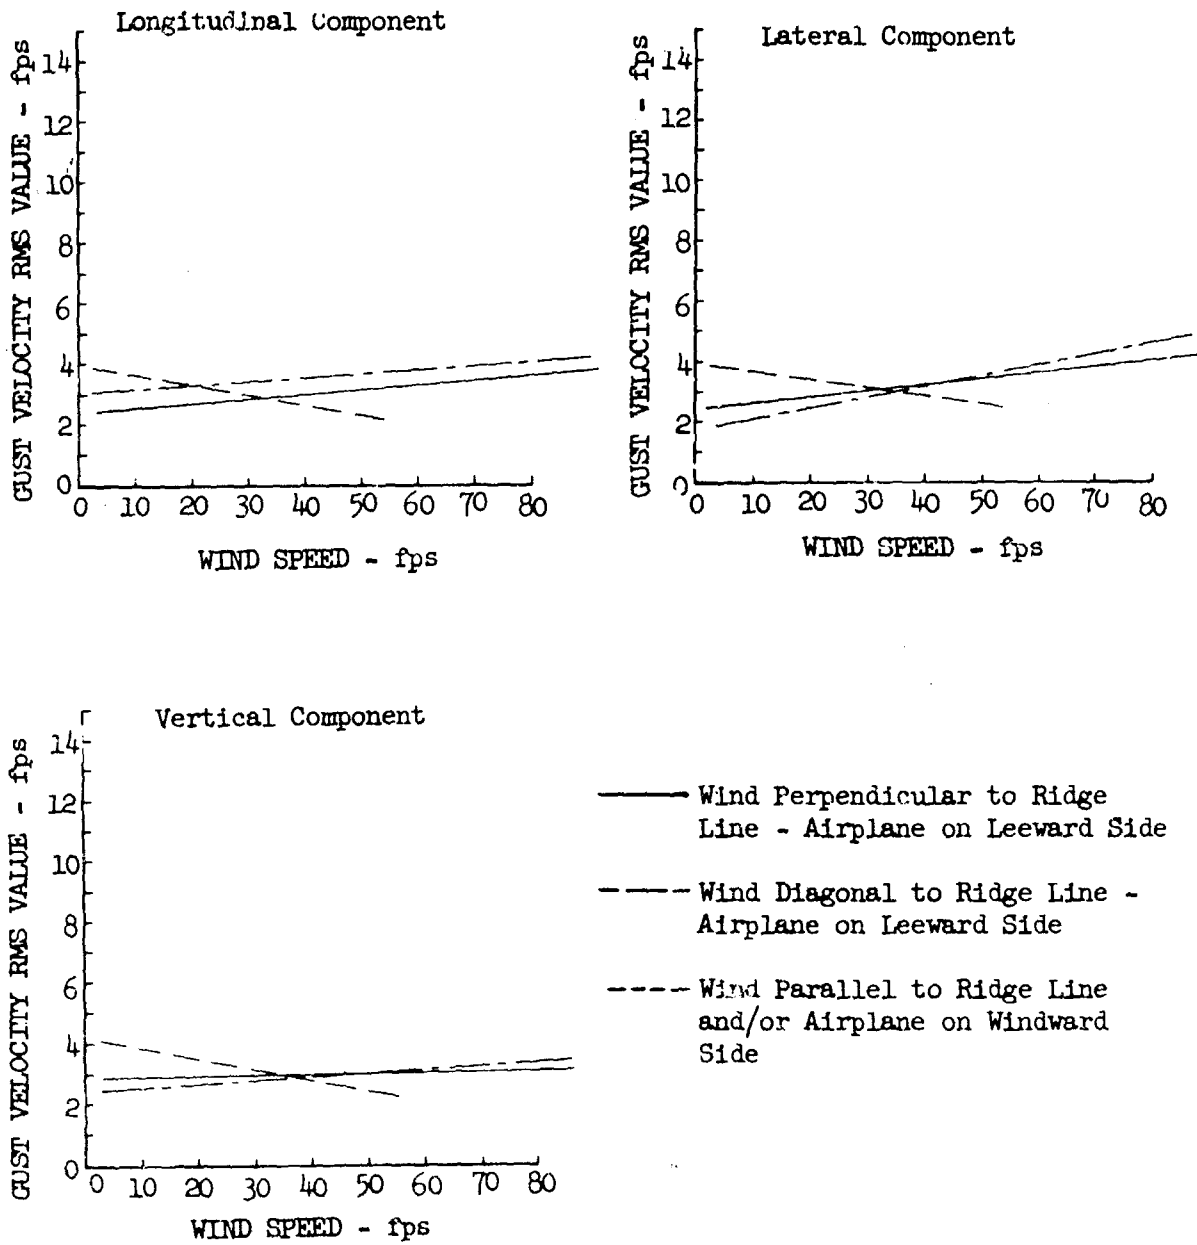 Longitudinal Component
GUST VELOCITY RMS VALUE - fps
14
12
10
8
6
4
2
0
0 10 20 30 40 50 60 70 80
WIND SPEED - fps
Lateral Component
GUST VELOCITY RMS VALUE - fps
14
12
10
8
6
4
2
0
0 10 20 30 40 50 60 70 80
WIND SPEED - fps
Vertical Component
GUST VELOCITY RMS VALUE - fps
14
12
10
8
6
4
2
0
0 10 20 30 40 50 60 70 80
WIND SPEED - fps
Wind Perpendicular to Ridge
Line - Airplane on Leeward Side
Wind Diagonal to Ridge Line -
Airplane on Leeward Side
Wind Parallel to Ridge Line
and/or Airplane on Windward
Side